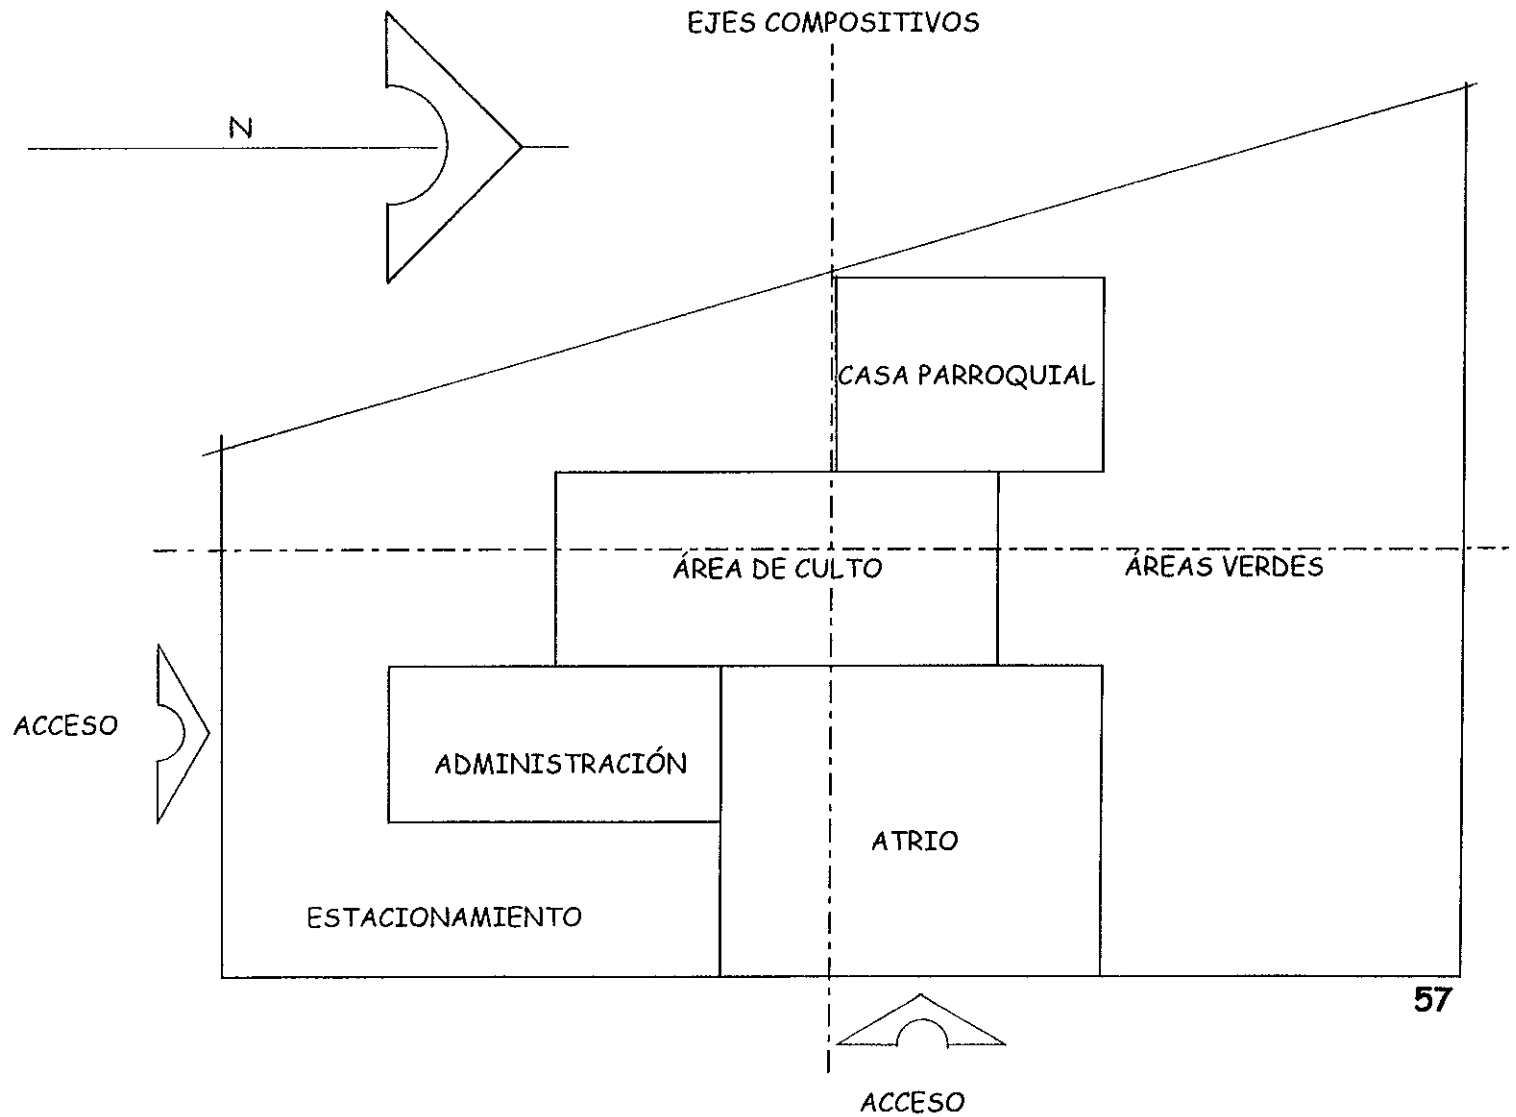 EJES COMPOSITIVOS
N
CASA PARROQUIAL
ÁREA DE CULTO
ÁREAS VERDES
ACCESO
ADMINISTRACIÓN
ATRIO
ESTACIONAMIENTO
57
ACCESO